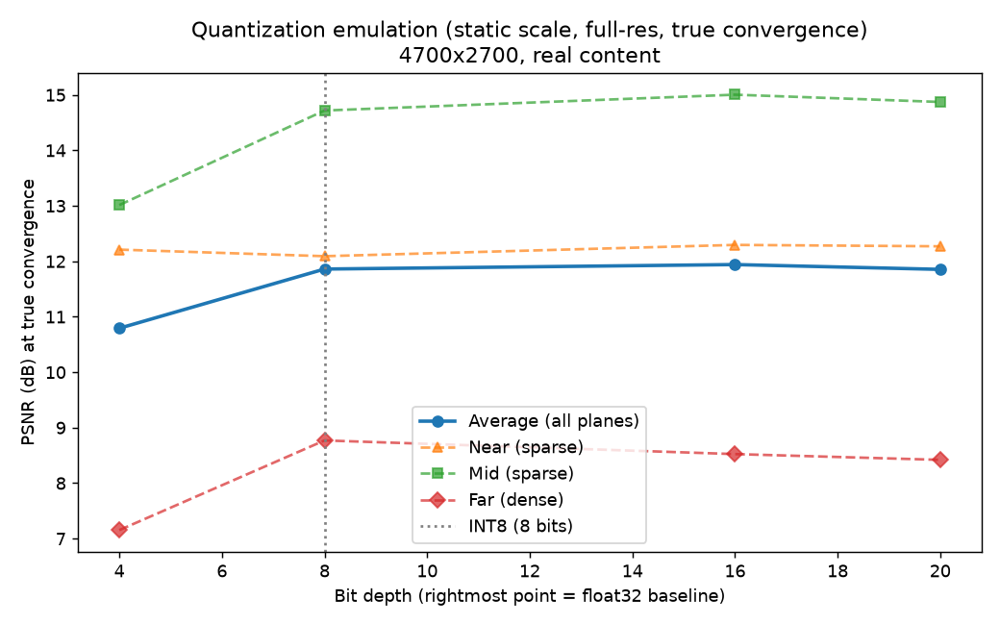 Quantization emulation (static scale, full-res, true convergence)
4700x2700, real content
PSNR (dB) at true convergence
15
14
13
12
11
10
9
8
7
Average (all planes)
Near (sparse)
Mid (sparse)
Far (dense)
INT8 (8 bits)
4 6 8 10 12 14 16 18 20
Bit depth (rightmost point = float32 baseline)